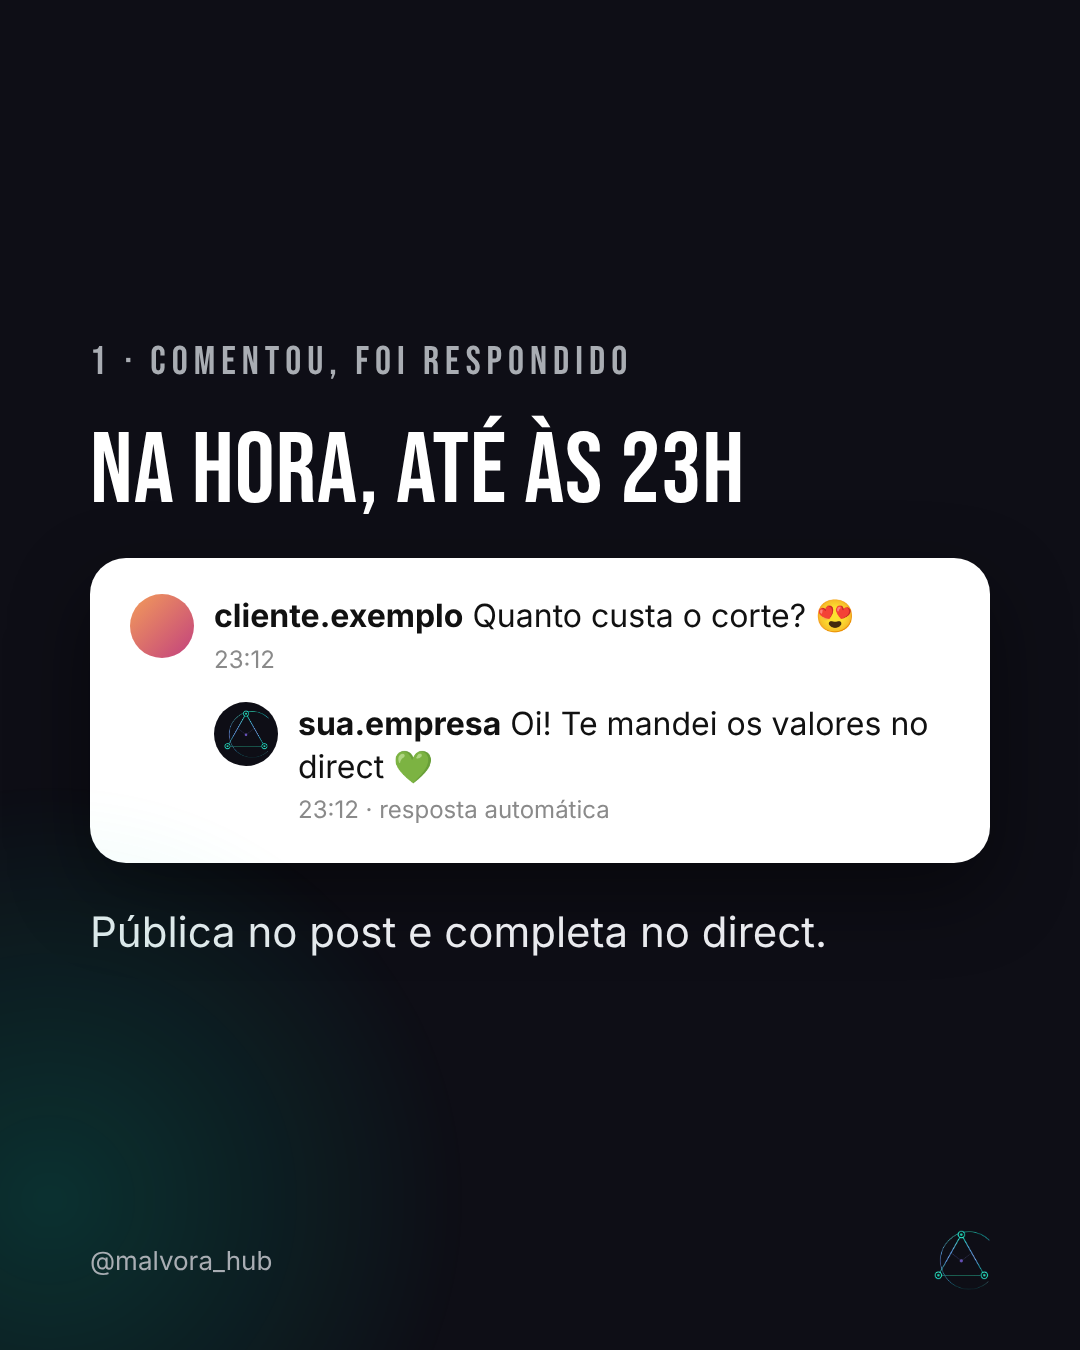 1 · COMENTOU, FOI RESPONDIDO
NA HORA, ATÉ ÀS 23H
cliente.exemplo Quanto custa o corte? 😍
23:12
sua.empresa Oi! Te mandei os valores no
direct 💚
23:12 · resposta automática
Pública no post e completa no direct.
@malvora_hub